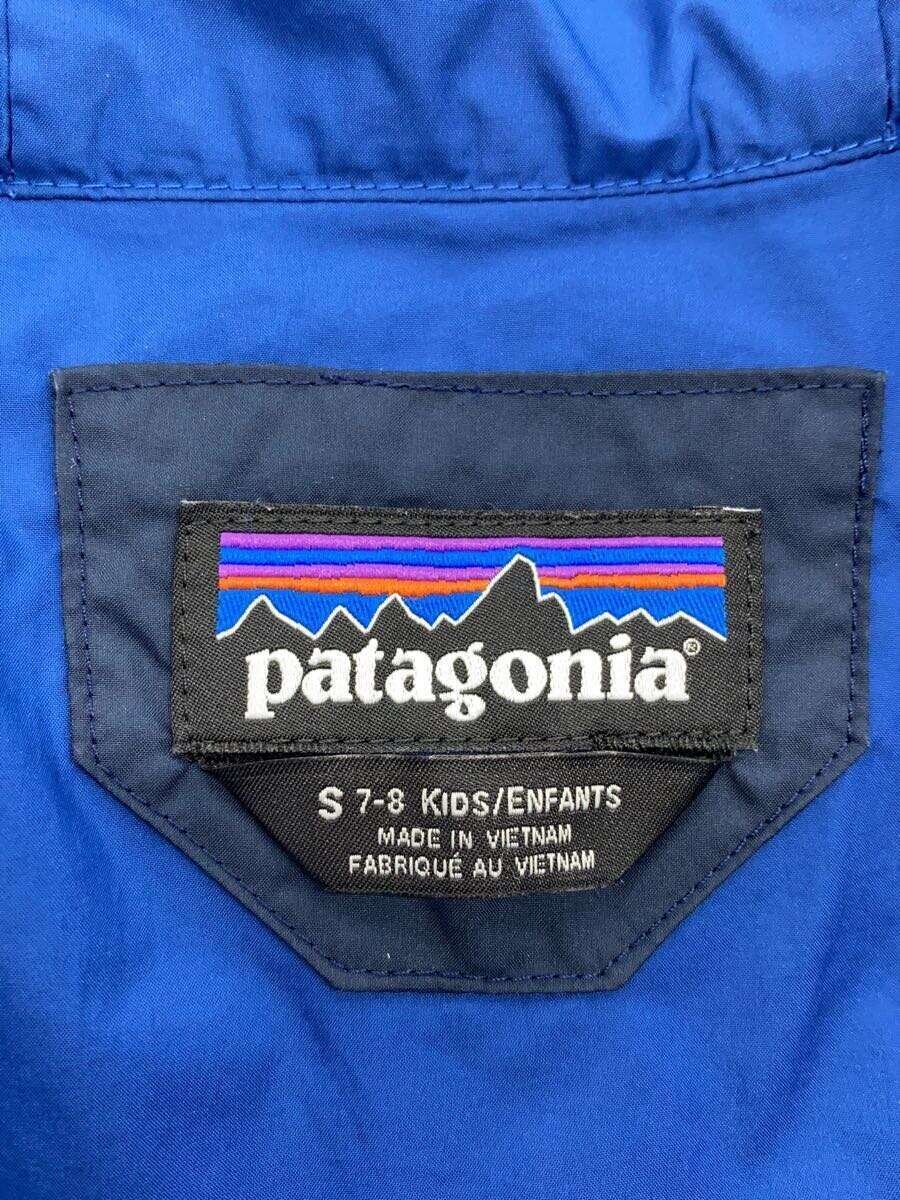 patagonia®
S 7-8 KIDS/ENFANTS
MADE IN VIETNAM
FABRIQUÉ AU VIETNAM